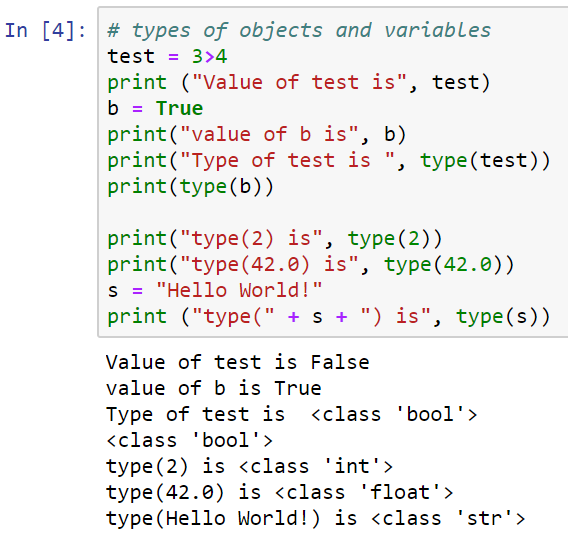 In [4]: # types of objects and variables
test = 3>4
print ("Value of test is", test)
b = True
print("value of b is", b)
print("Type of test is ", type(test))
print(type(b))

print("type(2) is", type(2))
print("type(42.0) is", type(42.0))
s = "Hello World!"
print ("type(" + s + ") is", type(s))
Value of test is False
value of b is True
Type of test is  <class 'bool'>
<class 'bool'>
type(2) is <class 'int'>
type(42.0) is <class 'float'>
type(Hello World!) is <class 'str'>